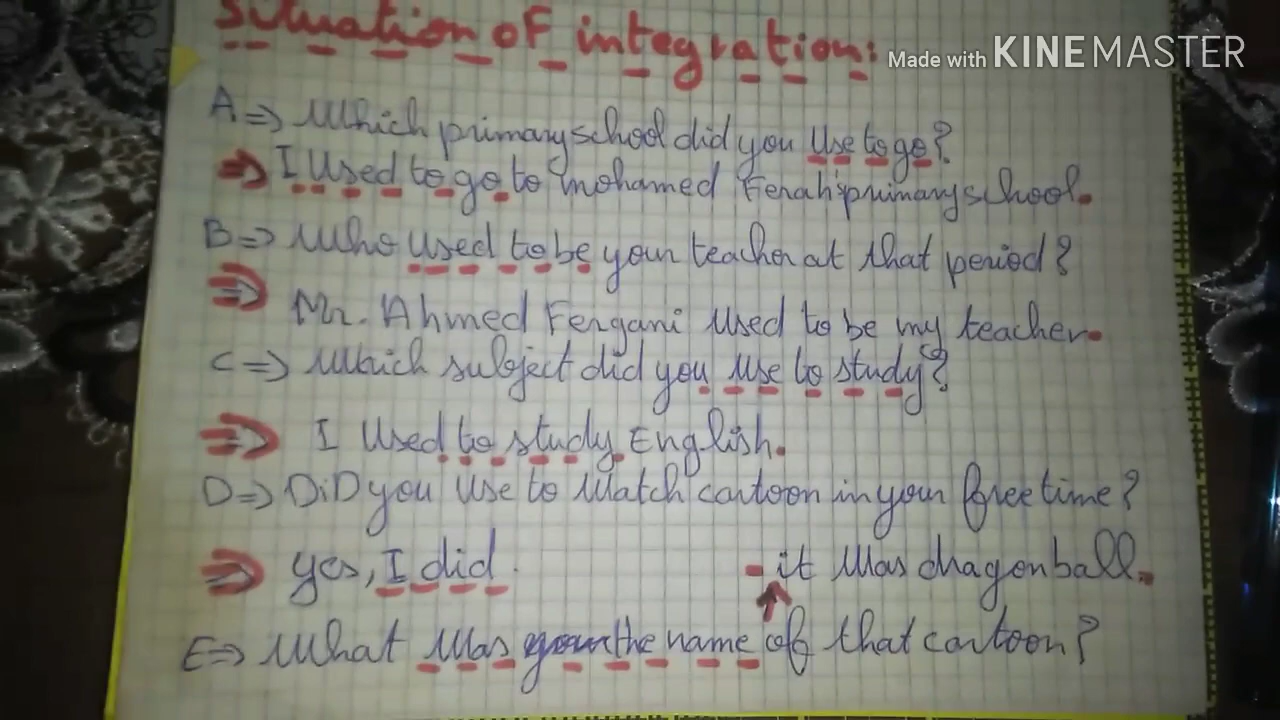 Situation of integration:
Made with KINEMASTER
A => Which primary school did you use to go?
=> I used to go to mohamed Ferah's primary school.
B => Who used to be your teacher at that period?
=> Mr. Ahmed Fergani used to be my teacher.
C => Which subject did you use to study?
=> I used to study English.
D => DiD you use to watch cartoon in your free time?
=> yes, I did. - it was dragon ball.
E => What was the name of that cartoon?